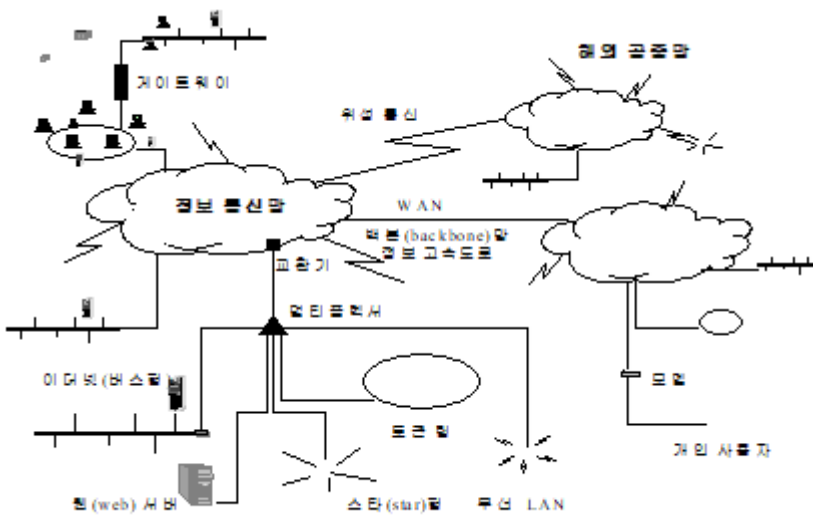 해외 공중망
게이트웨이
위성 통신
정보 통신망
WAN
백본(backbone)망
정보 고속도로
교환기
멀티플렉서
이더넷(버스형)
모뎀
토큰 링
개인 사용자
웹(web) 서버
스타(star)형
무선 LAN